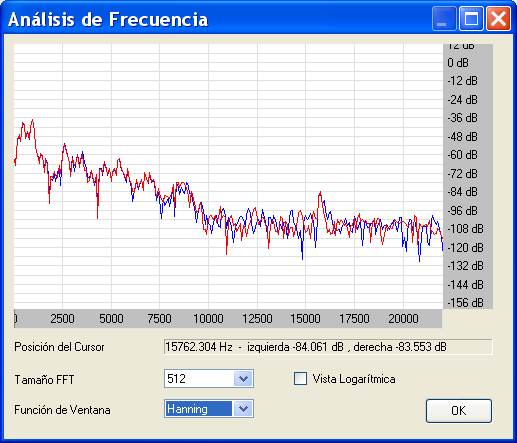 Análisis de Frecuencia
12 dB
0 dB
-12 dB
-24 dB
-36 dB
-48 dB
-60 dB
-72 dB
-84 dB
-96 dB
-108 dB
-120 dB
-132 dB
-144 dB
-156 dB
0 2500 5000 7500 10000 12500 15000 17500 20000
Posición del Cursor 15762.304 Hz - izquierda -84.061 dB , derecha -83.553 dB
Tamaño FFT 512 Vista Logarítmica
Función de Ventana Hanning OK